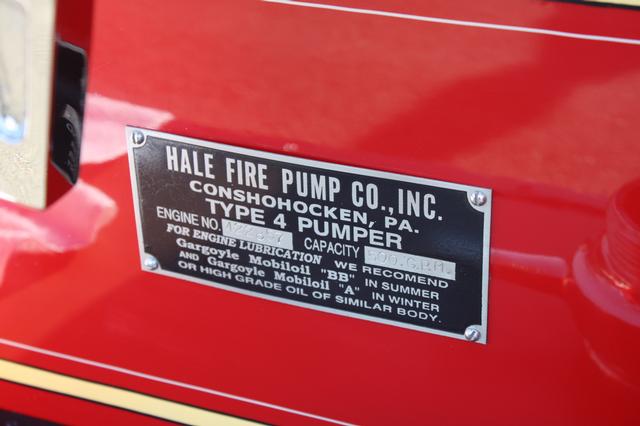 HALE FIRE PUMP CO., INC.
CONSHOHOCKEN, PA.
TYPE 4 PUMPER
ENGINE NO. CAPACITY 500 G.P.M.
FOR ENGINE LUBRICATION WE RECOMEND
Gargoyle Mobiloil "BB" IN SUMMER
AND Gargoyle Mobiloil "A" IN WINTER
OR HIGH GRADE OIL OF SIMILAR BODY.